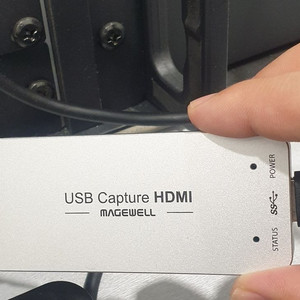 USB Capture HDMI
MAGEWELL
POWER
SS
STATUS